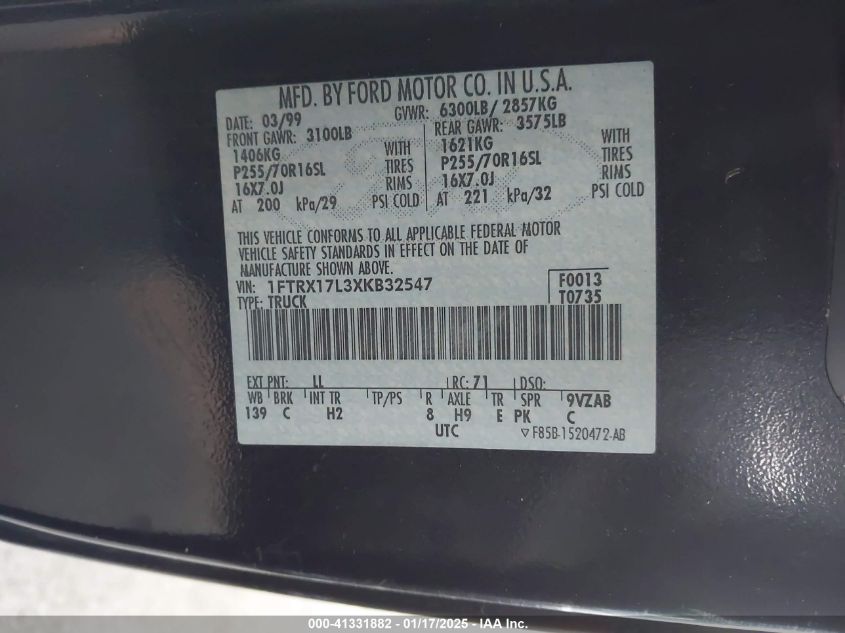 MFD. BY FORD MOTOR CO. IN U.S.A.
DATE: 03/99 GVWR: 6300LB/ 2857KG
FRONT GAWR: 3100LB REAR GAWR: 3575LB
1406KG WITH 1621KG WITH
P255/70R16SL TIRES P255/70R16SL TIRES
16X7.0J RIMS 16X7.0J RIMS
AT 200 kPa/29 PSI COLD AT 221 kPa/32 PSI COLD
THIS VEHICLE CONFORMS TO ALL APPLICABLE FEDERAL MOTOR
VEHICLE SAFETY STANDARDS IN EFFECT ON THE DATE OF
MANUFACTURE SHOWN ABOVE.
VIN: 1FTRX17L3XKB32547 F0013
TYPE: TRUCK T0735
EXT PNT: LL RC: 71 DSO:
WB BRK INT TR TP/PS R AXLE TR SPR 9VZAB
139 C H2 8 H9 E PK C
UTC ▽ F85B-1520472-AB
000-41331882 - 01/17/2025 - IAA Inc.